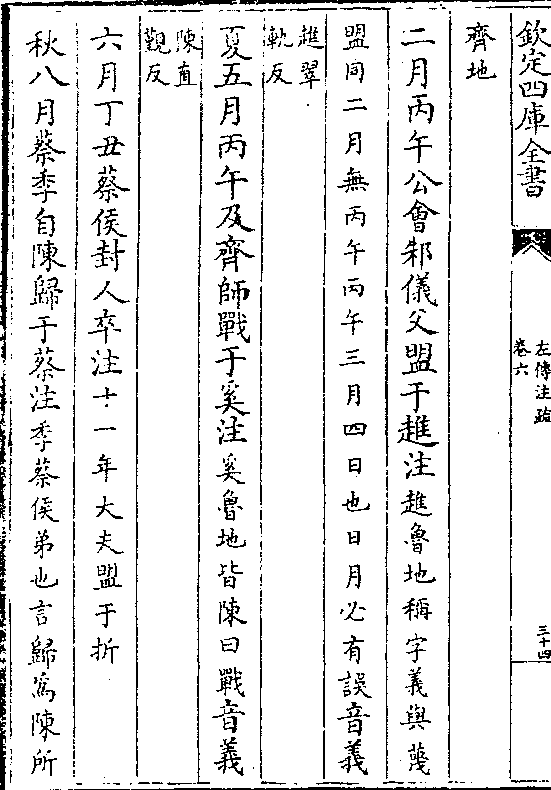 欽定四庫全書
左傳注疏
卷六
三十四
齊地
二月丙午公會邾儀父盟于趡注趡魯地稱字義與蔑
盟同二月無丙午丙午三月四日也日月必有誤音義
趡翠
軌反
夏五月丙午及齊師戰于奚注奚魯地皆陳曰戰音義
陳直
覲反
六月丁丑蔡侯封人卒注十一年大夫盟于折
秋八月蔡季自陳歸于蔡注季蔡侯弟也言歸爲陳所